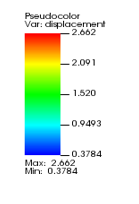 Pseudocolor
Var: displacement
2.662
2.091
1.520
0.9493
0.3784
Max: 2.662
Min: 0.3784